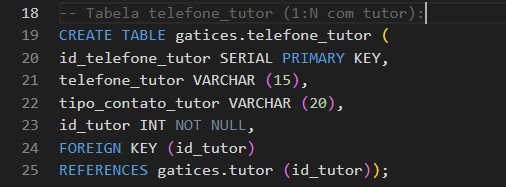 18 -- Tabela telefone_tutor (1:N com tutor):
19 CREATE TABLE gatices.telefone_tutor (
20 id_telefone_tutor SERIAL PRIMARY KEY,
21 telefone_tutor VARCHAR (15),
22 tipo_contato_tutor VARCHAR (20),
23 id_tutor INT NOT NULL,
24 FOREIGN KEY (id_tutor)
25 REFERENCES gatices.tutor (id_tutor));